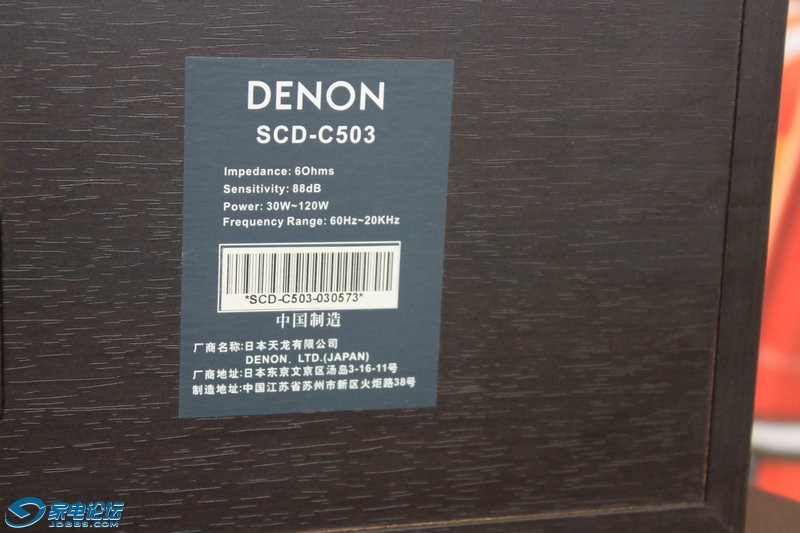 DENON
SCD-C503
Impedance: 6Ohms
Sensitivity: 88dB
Power: 30W~120W
Frequency Range: 60Hz~20KHz
*SCD-C503-030573*
中国制造
厂商名称:日本天龙有限公司
DENON, LTD.(JAPAN)
厂商地址:日本东京文京区汤岛3-16-11号
制造地址:中国江苏省苏州市新区火炬路38号
家电论坛
JDBBS.COM